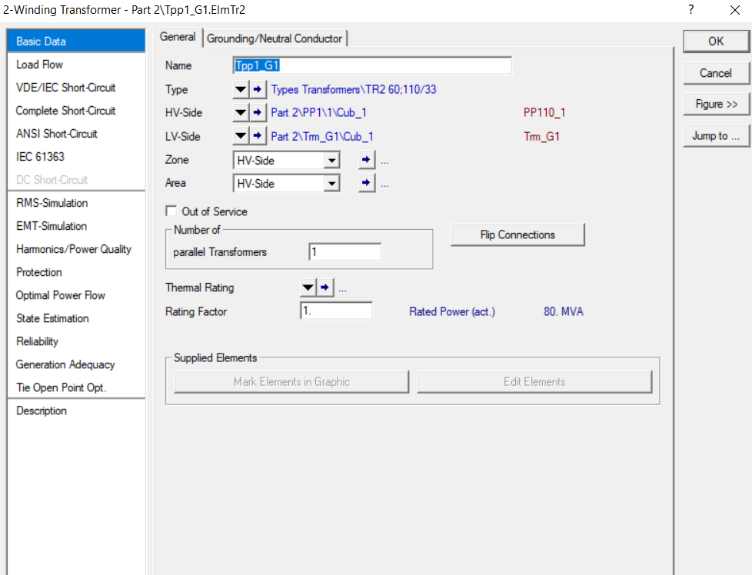 2-Winding Transformer - Part 2\Tpp1_G1.ElmTr2
? X
Basic Data
Load Flow
VDE/IEC Short-Circuit
Complete Short-Circuit
ANSI Short-Circuit
IEC 61363
DC Short-Circuit
RMS-Simulation
EMT-Simulation
Harmonics/Power Quality
Protection
Optimal Power Flow
State Estimation
Reliability
Generation Adequacy
Tie Open Point Opt.
Description
General Grounding/Neutral Conductor
Name Tpp1_G1
Type Types Transformers\TR2 60;110/33
HV-Side Part 2\PP1\1\Cub_1 PP110_1
LV-Side Part 2\Trm_G1\Cub_1 Trm_G1
Zone HV-Side ...
Area HV-Side ...
Out of Service
Number of
parallel Transformers 1
Flip Connections
Thermal Rating ...
Rating Factor 1. Rated Power (act.) 80. MVA
Supplied Elements
Mark Elements in Graphic Edit Elements
OK
Cancel
Figure >>
Jump to ...